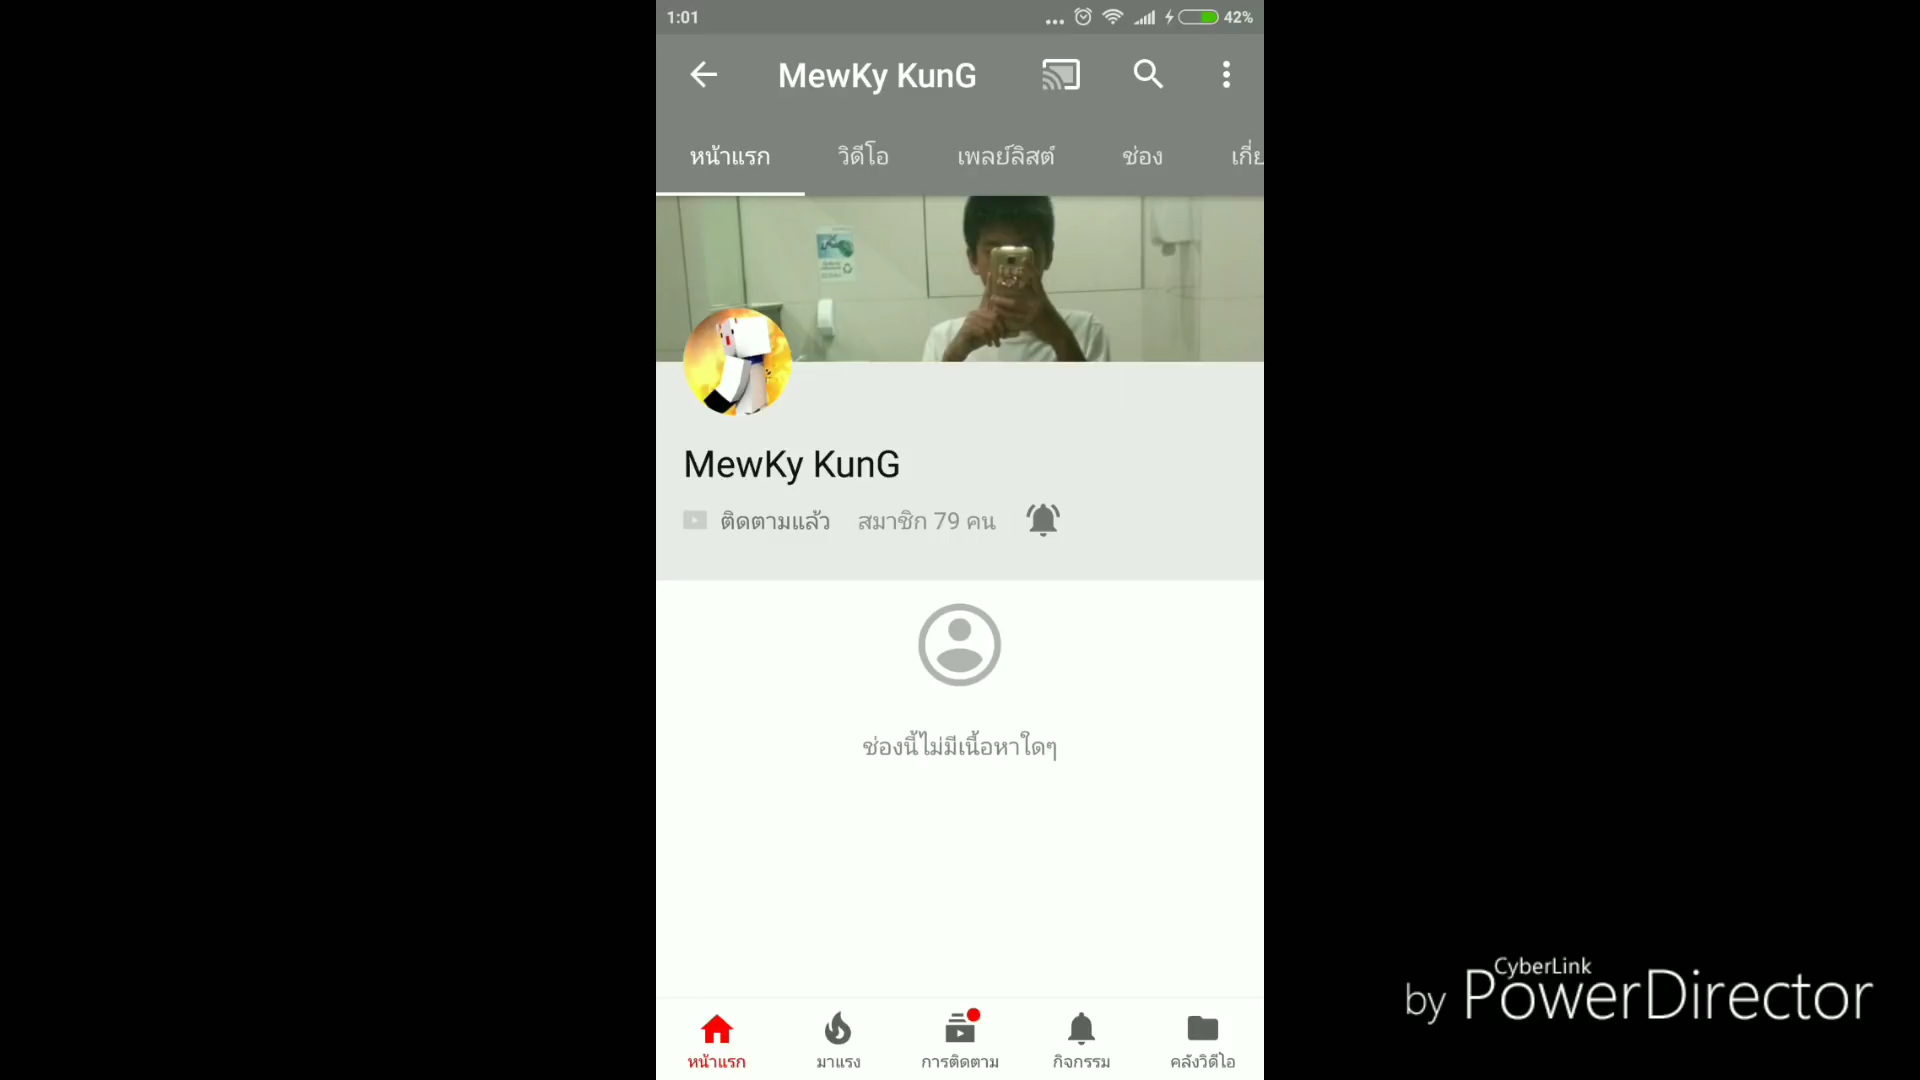 1:01
42%
MewKy KunG
หน้าแรก วิดีโอ เพลย์ลิสต์ ช่อง
MewKy KunG
ติดตามแล้ว สมาชิก 79 คน
ช่องนี้ไม่มีเนื้อหาใดๆ
หน้าแรก มาแรง การติดตาม กิจกรรม คลังวิดีโอ
by CyberLink PowerDirector